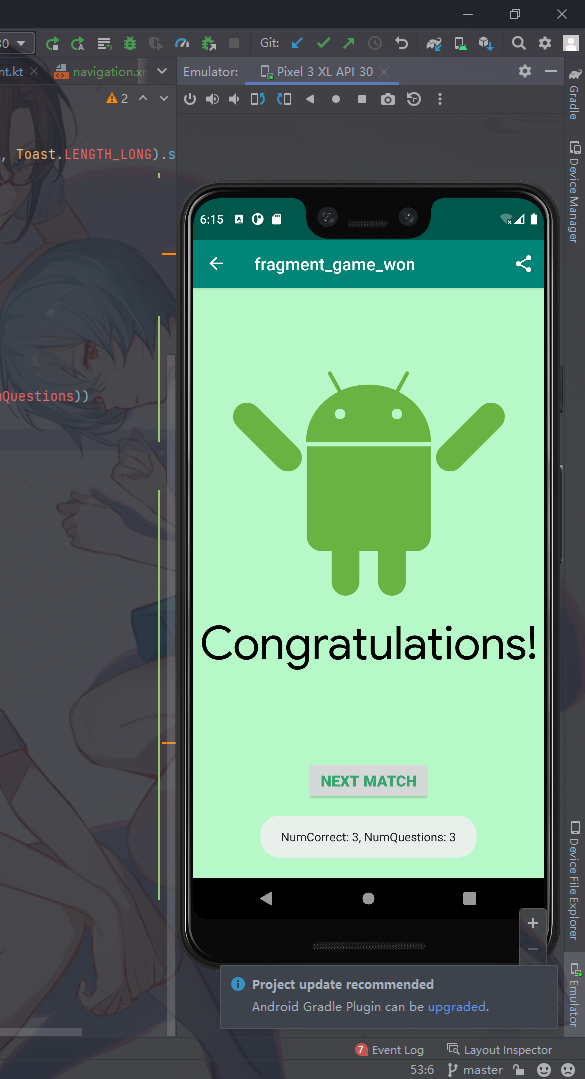 Git:
nt.kt
navigation.x
Emulator:
Pixel 3 XL API 30
2
, Toast.LENGTH_LONG).s
Questions))
6:15
fragment_game_won
Congratulations!
NEXT MATCH
NumCorrect: 3, NumQuestions: 3
Gradle
Device Manager
Device File Explorer
Emulator
Project update recommended
Android Gradle Plugin can be upgraded.
7 Event Log
Layout Inspector
53:6
master